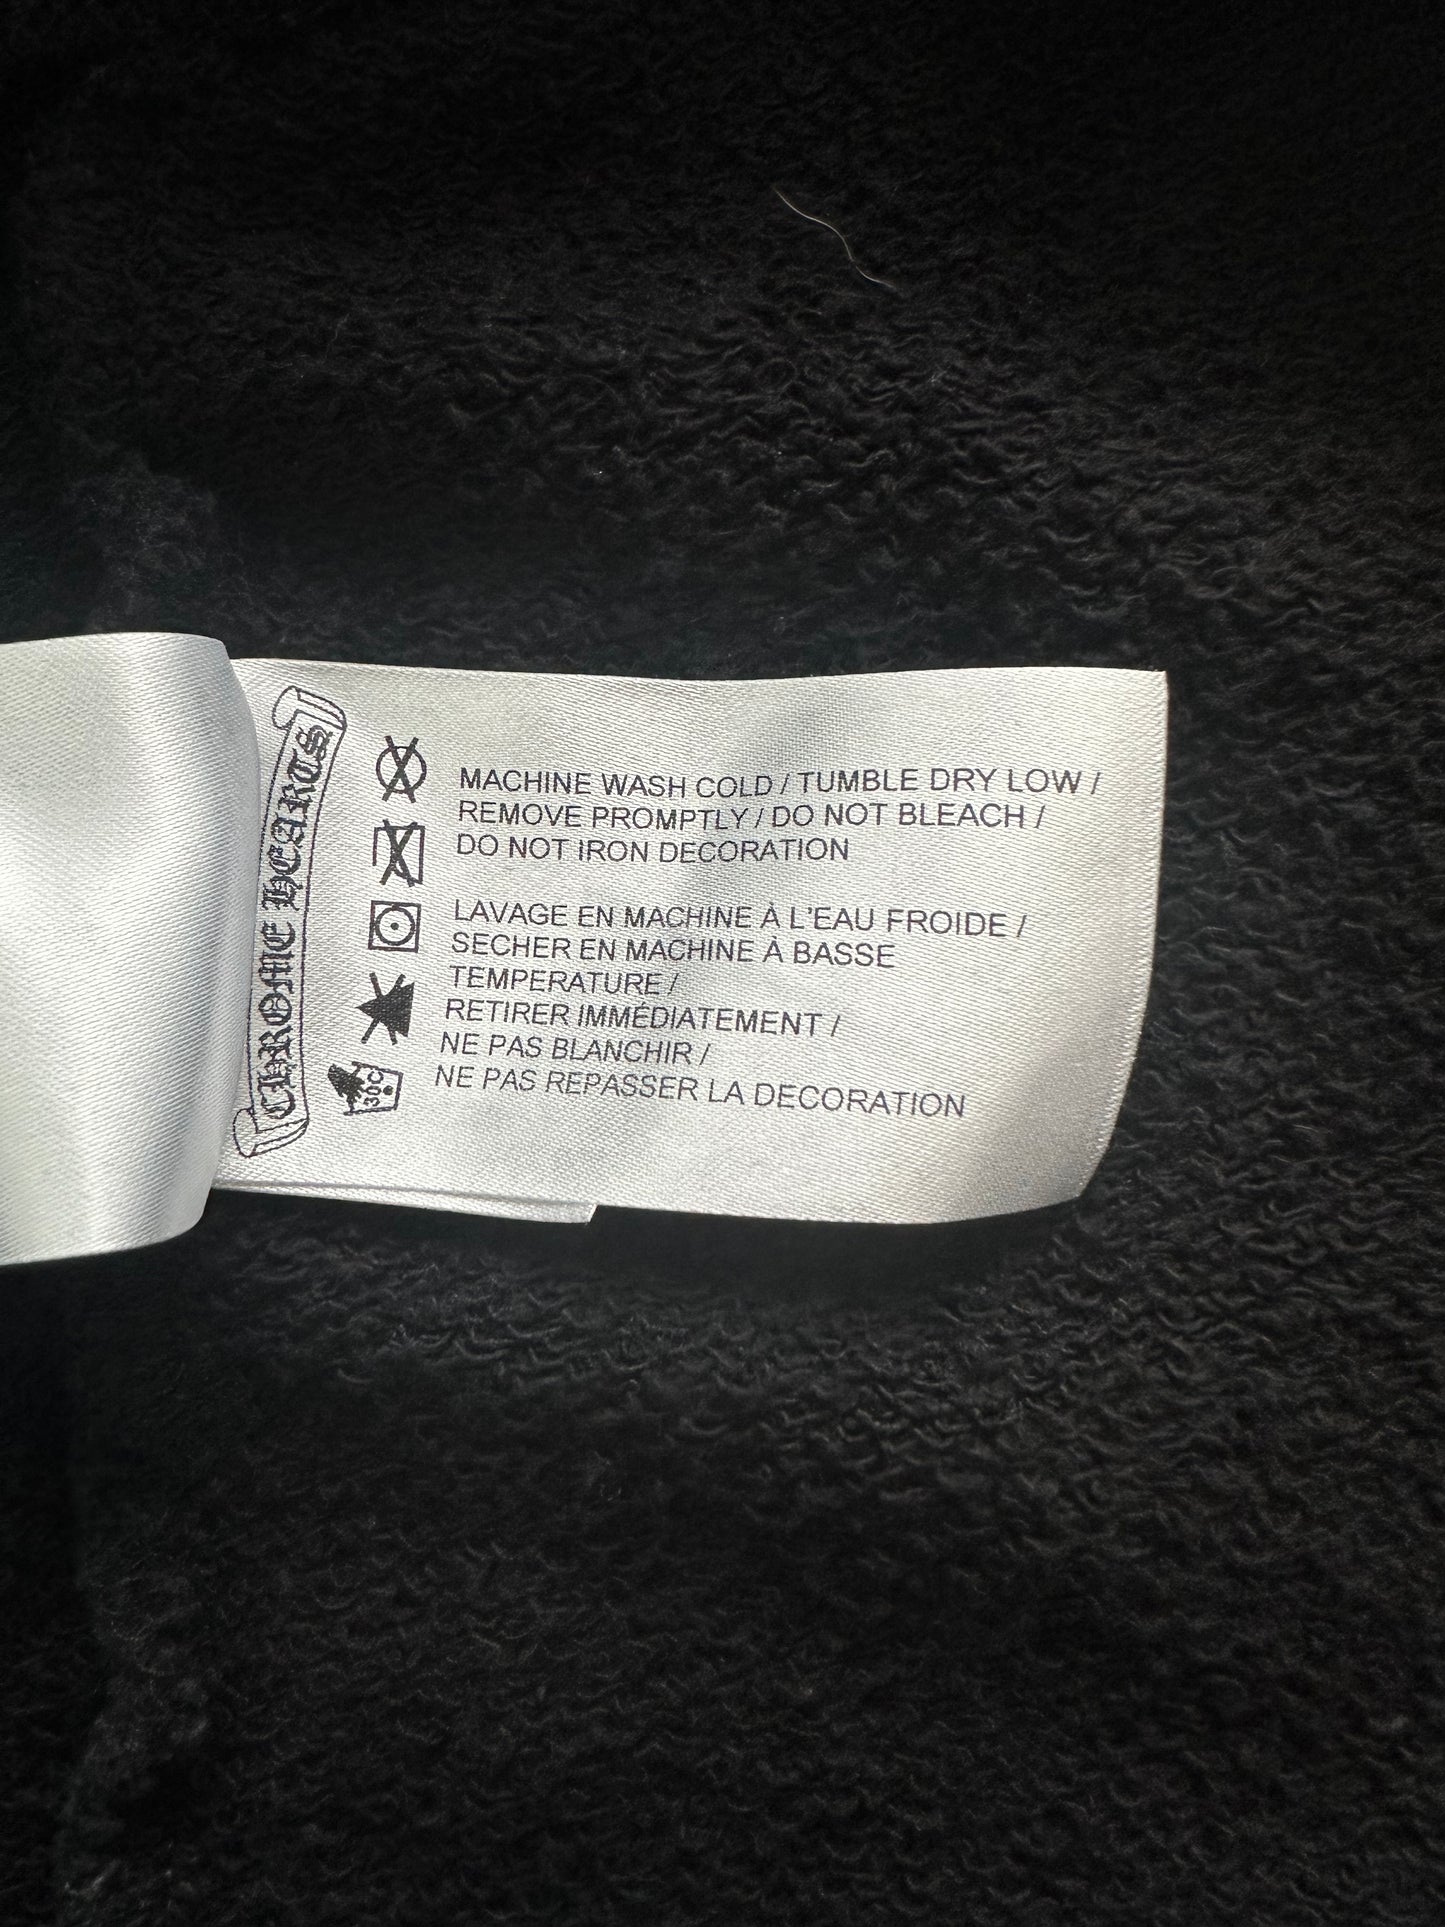 CHROME HEARTS
MACHINE WASH COLD / TUMBLE DRY LOW /
REMOVE PROMPTLY / DO NOT BLEACH /
DO NOT IRON DECORATION
LAVAGE EN MACHINE À L'EAU FROIDE /
SECHER EN MACHINE À BASSE
TEMPERATURE /
RETIRER IMMÉDIATEMENT /
NE PAS BLANCHIR /
NE PAS REPASSER LA DECORATION
30C